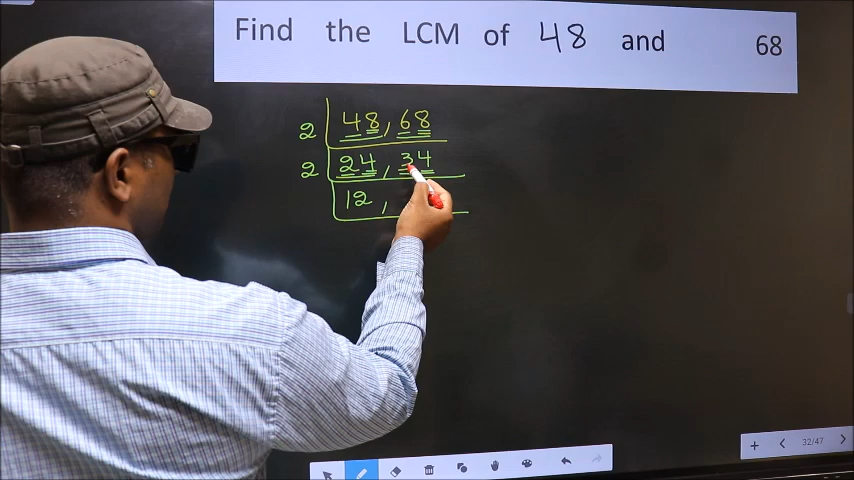 Find the LCM of 48 and 68
2 48, 68
2 24, 34
12,
32/47